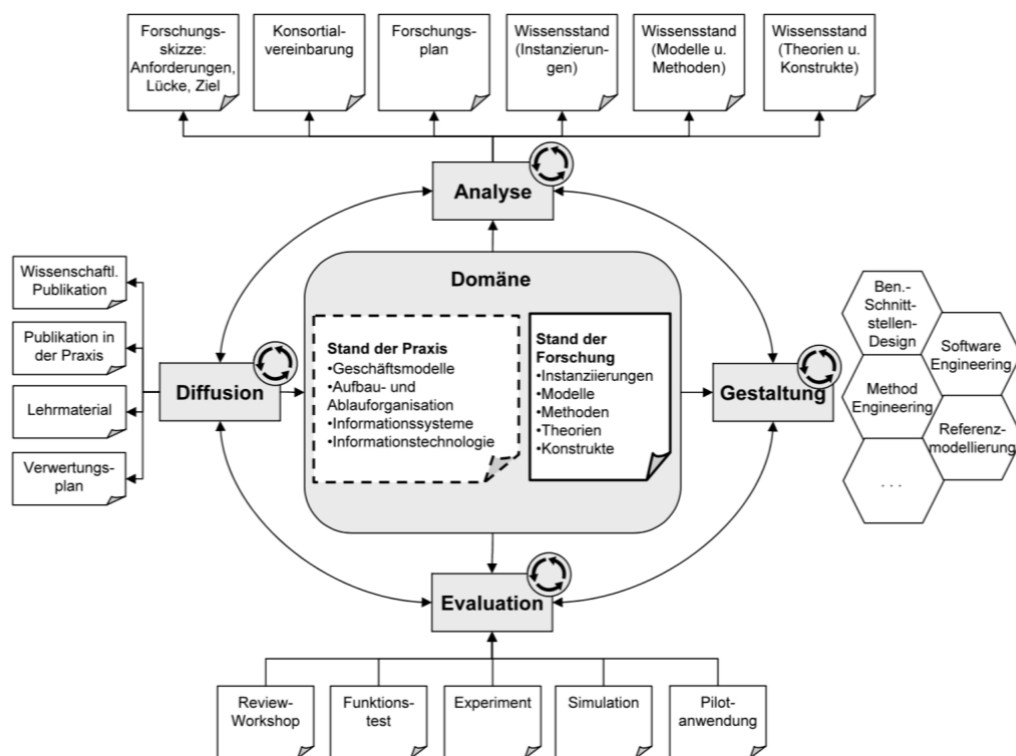 Forschungs-
skizze:
Anforderungen,
Lücke, Ziel
Konsortial-
vereinbarung
Forschungs-
plan
Wissensstand
(Instanzierun-
gen)
Wissensstand
(Modelle u.
Methoden)
Wissensstand
(Theorien u.
Konstrukte)
Analyse
Wissenschaftl.
Publikation
Publikation in
der Praxis
Lehrmaterial
Verwertungs-
plan
Diffusion
Domäne
Stand der Praxis
•Geschäftsmodelle
•Aufbau- und
Ablauforganisation
•Informationssysteme
•Informationstechnologie
Stand der
Forschung
•Instanziierungen
•Modelle
•Methoden
•Theorien
•Konstrukte
Gestaltung
Ben.-
Schnitt-
stellen-
Design
Software
Engineering
Method
Engineering
Referenz-
modellierung
. . .
Evaluation
Review-
Workshop
Funktions-
test
Experiment
Simulation
Pilot-
anwendung